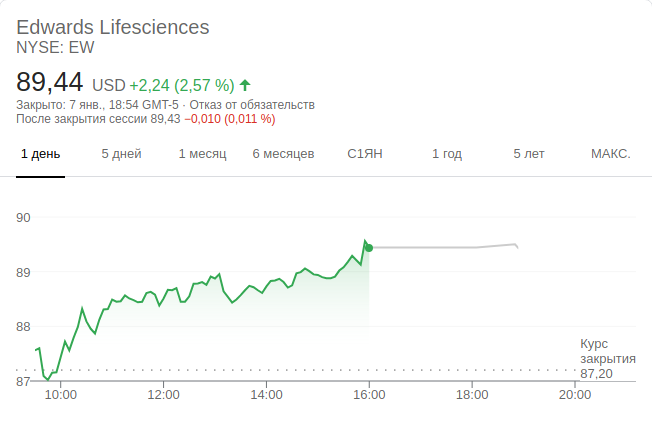 Edwards Lifesciences
NYSE: EW
89,44 USD +2,24 (2,57 %)
Закрыто: 7 янв., 18:54 GMT-5 · Отказ от обязательств
После закрытия сессии 89,43 −0,010 (0,011 %)
1 день 5 дней 1 месяц 6 месяцев С1ЯН 1 год 5 лет МАКС.
90
89
88
87
Курс
закрытия
87,20
10:00 12:00 14:00 16:00 18:00 20:00